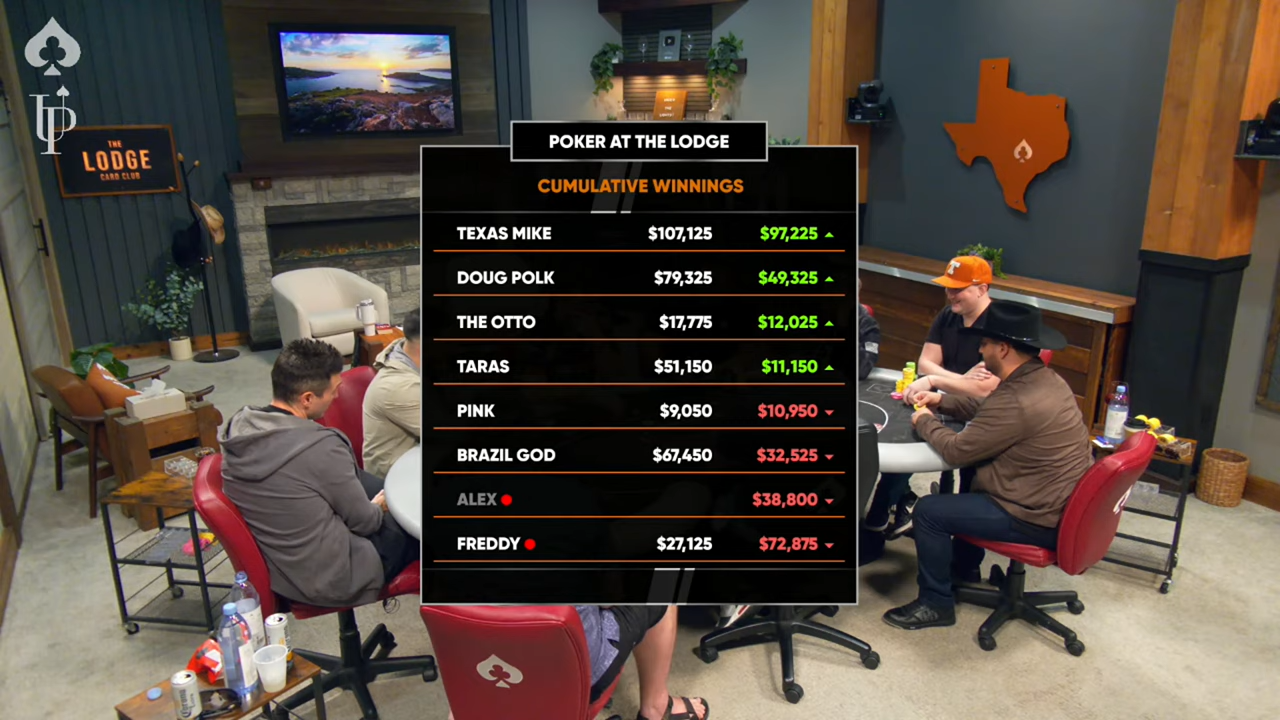 UP
THE
LODGE
CARD CLUB
POKER AT THE LODGE
CUMULATIVE WINNINGS
TEXAS MIKE $107,125 $97,225
DOUG POLK $79,325 $49,325
THE OTTO $17,775 $12,025
TARAS $51,150 $11,150
PINK $9,050 $10,950
BRAZIL GOD $67,450 $32,525
ALEX $38,800
FREDDY $27,125 $72,875
T